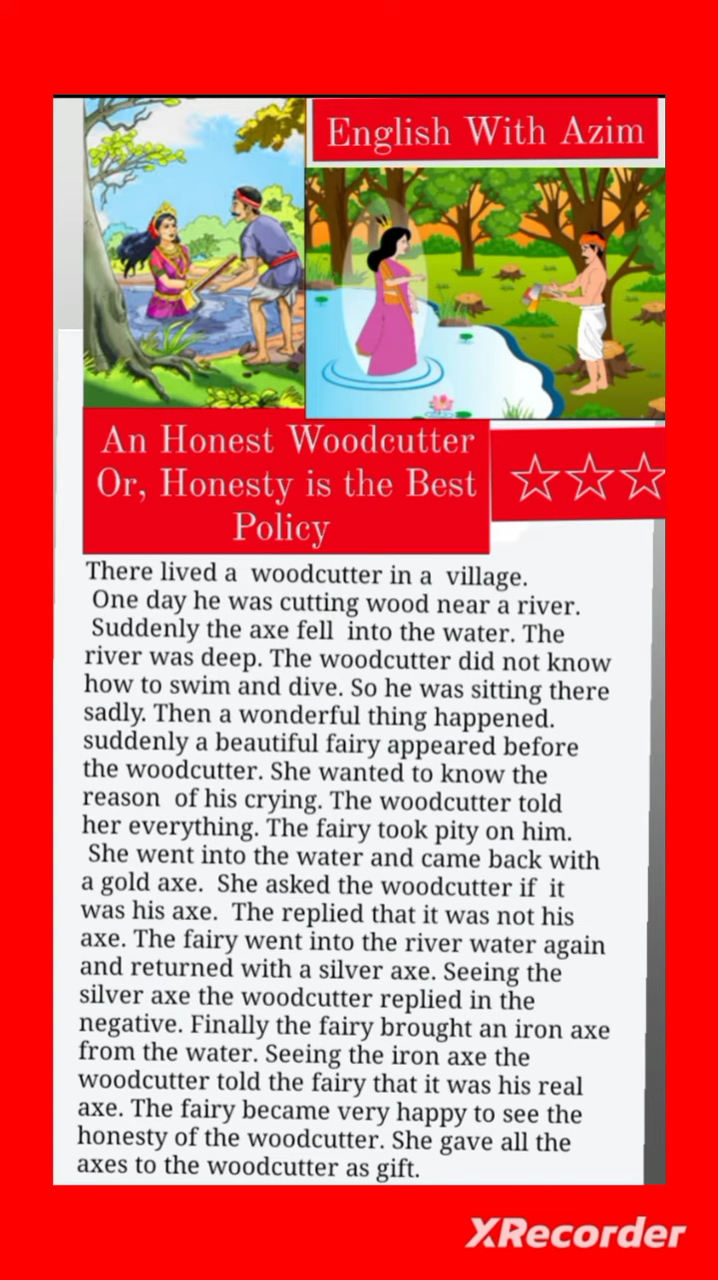 English With Azim
An Honest Woodcutter
Or, Honesty is the Best
Policy
There lived a woodcutter in a village.
One day he was cutting wood near a river.
Suddenly the axe fell into the water. The
river was deep. The woodcutter did not know
how to swim and dive. So he was sitting there
sadly. Then a wonderful thing happened.
suddenly a beautiful fairy appeared before
the woodcutter. She wanted to know the
reason of his crying. The woodcutter told
her everything. The fairy took pity on him.
She went into the water and came back with
a gold axe. She asked the woodcutter if it
was his axe. The replied that it was not his
axe. The fairy went into the river water again
and returned with a silver axe. Seeing the
silver axe the woodcutter replied in the
negative. Finally the fairy brought an iron axe
from the water. Seeing the iron axe the
woodcutter told the fairy that it was his real
axe. The fairy became very happy to see the
honesty of the woodcutter. She gave all the
axes to the woodcutter as gift.
XRecorder